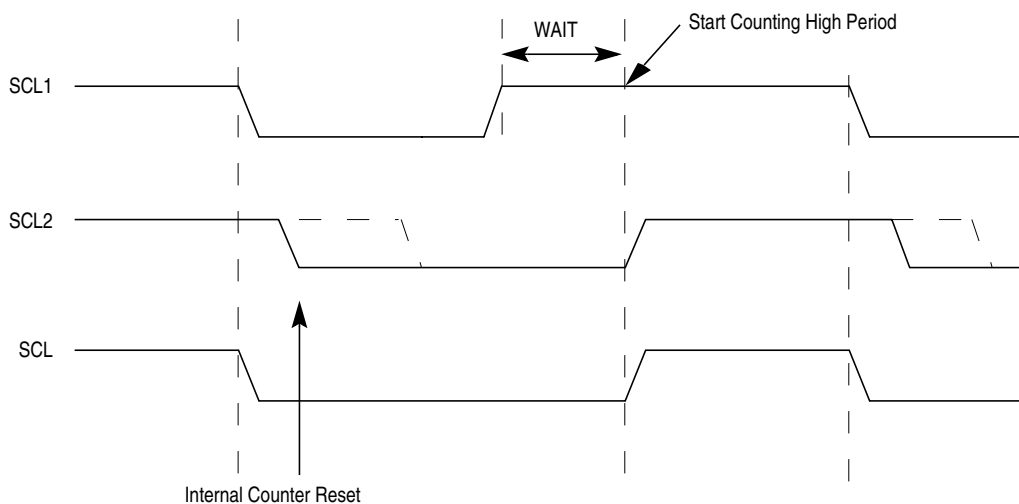 WAIT
Start Counting High Period
SCL1
SCL2
SCL
Internal Counter Reset